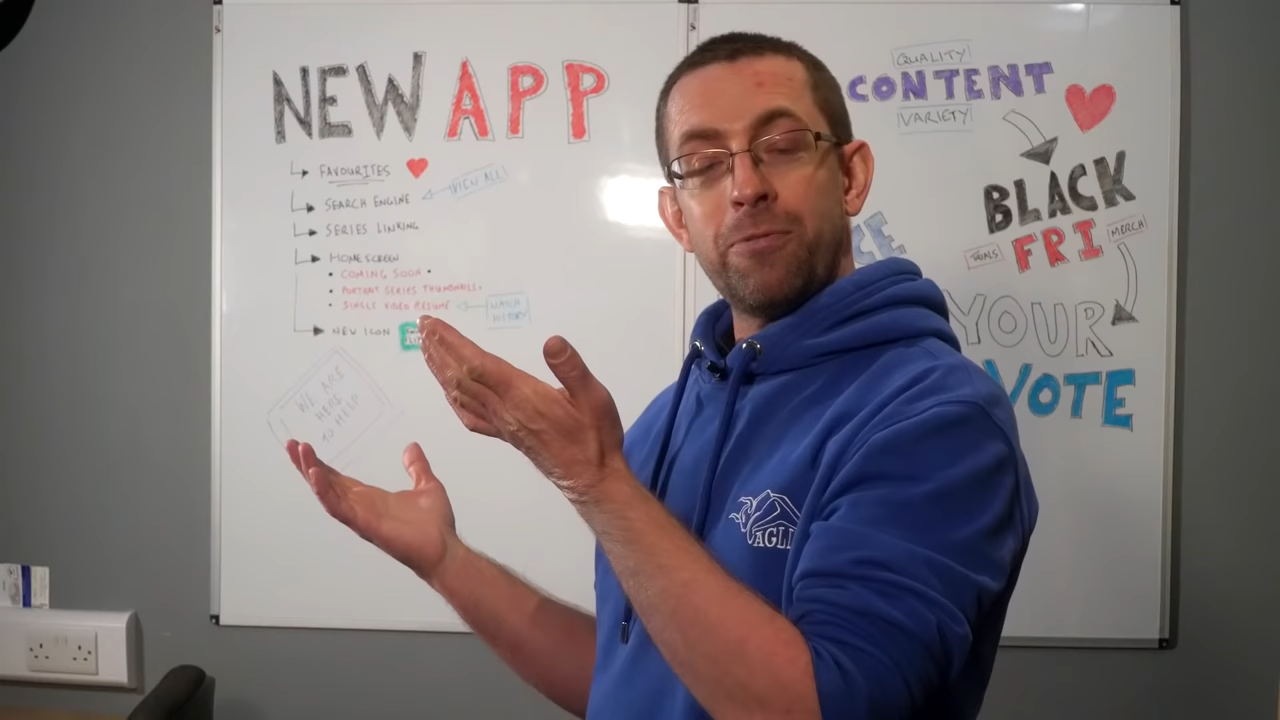 NEW APP
FAVOURITES
SEARCH ENGINE
VIEW ALL
SERIES LINKING
HOMESCREEN
• COMING SOON •
• PORTRAIT SERIES THUMBNAILS.
• SINGLE VIDEO RESUME
WATCH
HISTORY
NEW ICON
WE ARE
HERE
TO HELP
QUALITY
CONTENT
VARIETY
BLACK
FRI
MERCH
YOUR
VOTE